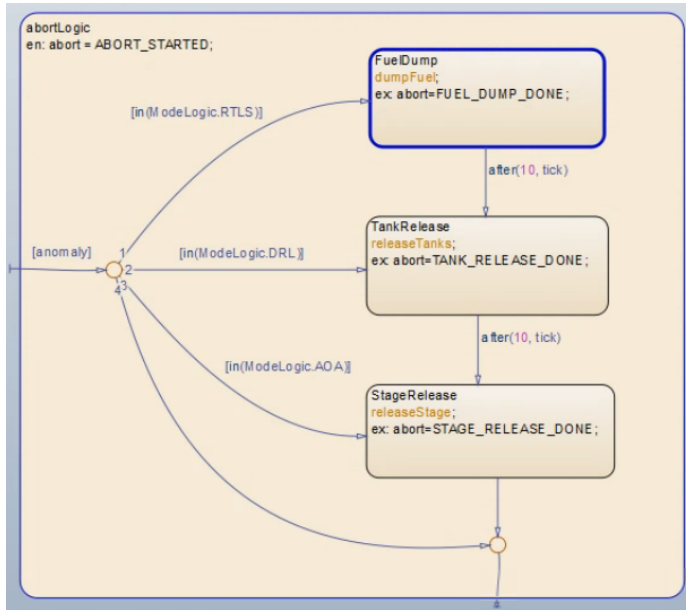 abortLogic
en: abort = ABORT_STARTED;
FuelDump
dumpFuel;
ex: abort=FUEL_DUMP_DONE;
[in(ModeLogic.RTLS)]
after(10, tick)
[anomaly]
1
2
3
4
[in(ModeLogic.DRL)]
TankRelease
releaseTanks;
ex: abort=TANK_RELEASE_DONE;
after(10, tick)
[in(ModeLogic.AOA)]
StageRelease
releaseStage;
ex: abort=STAGE_RELEASE_DONE;